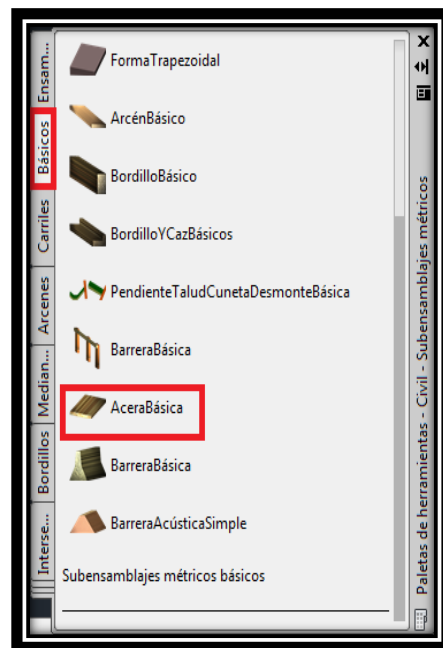 Ensam...
Básicos
Carriles
Arcenes
Median...
Bordillos
Interse...
FormaTrapezoidal
ArcénBásico
BordilloBásico
BordilloYCazBásicos
PendienteTaludCunetaDesmonteBásica
BarreraBásica
AceraBásica
BarreraBásica
BarreraAcústicaSimple
Subensamblajes métricos básicos
Paletas de herramientas - Civil - Subensamblajes métricos